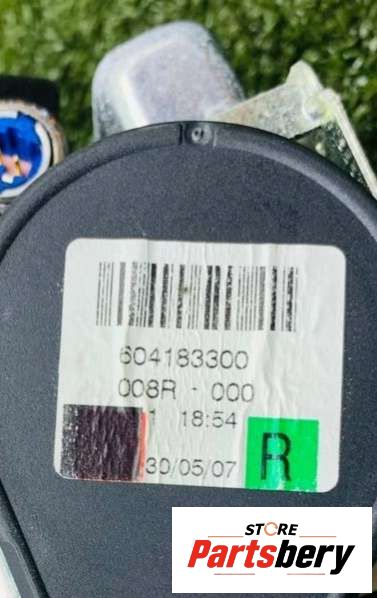 604183300
008R - 000
1 18:54
30/05/07
R
STORE
Partsbery